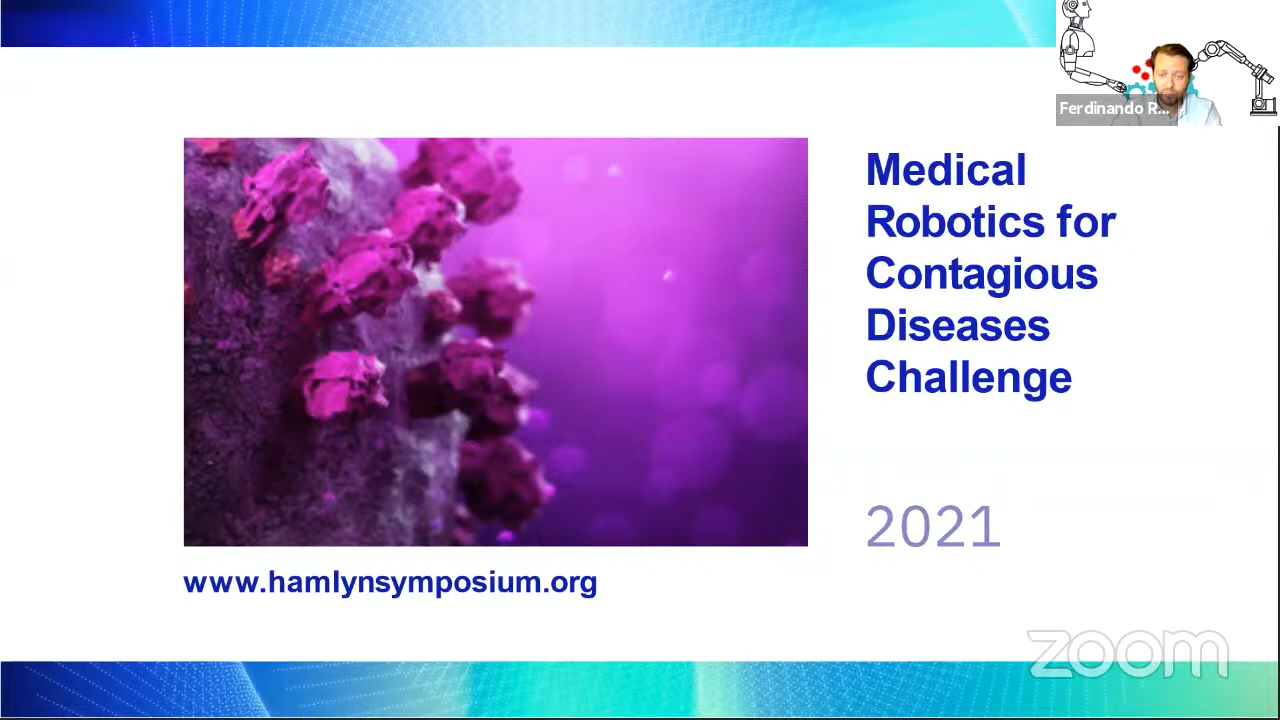 Ferdinando R...
Medical
Robotics for
Contagious
Diseases
Challenge
2021
www.hamlynsymposium.org
zoom